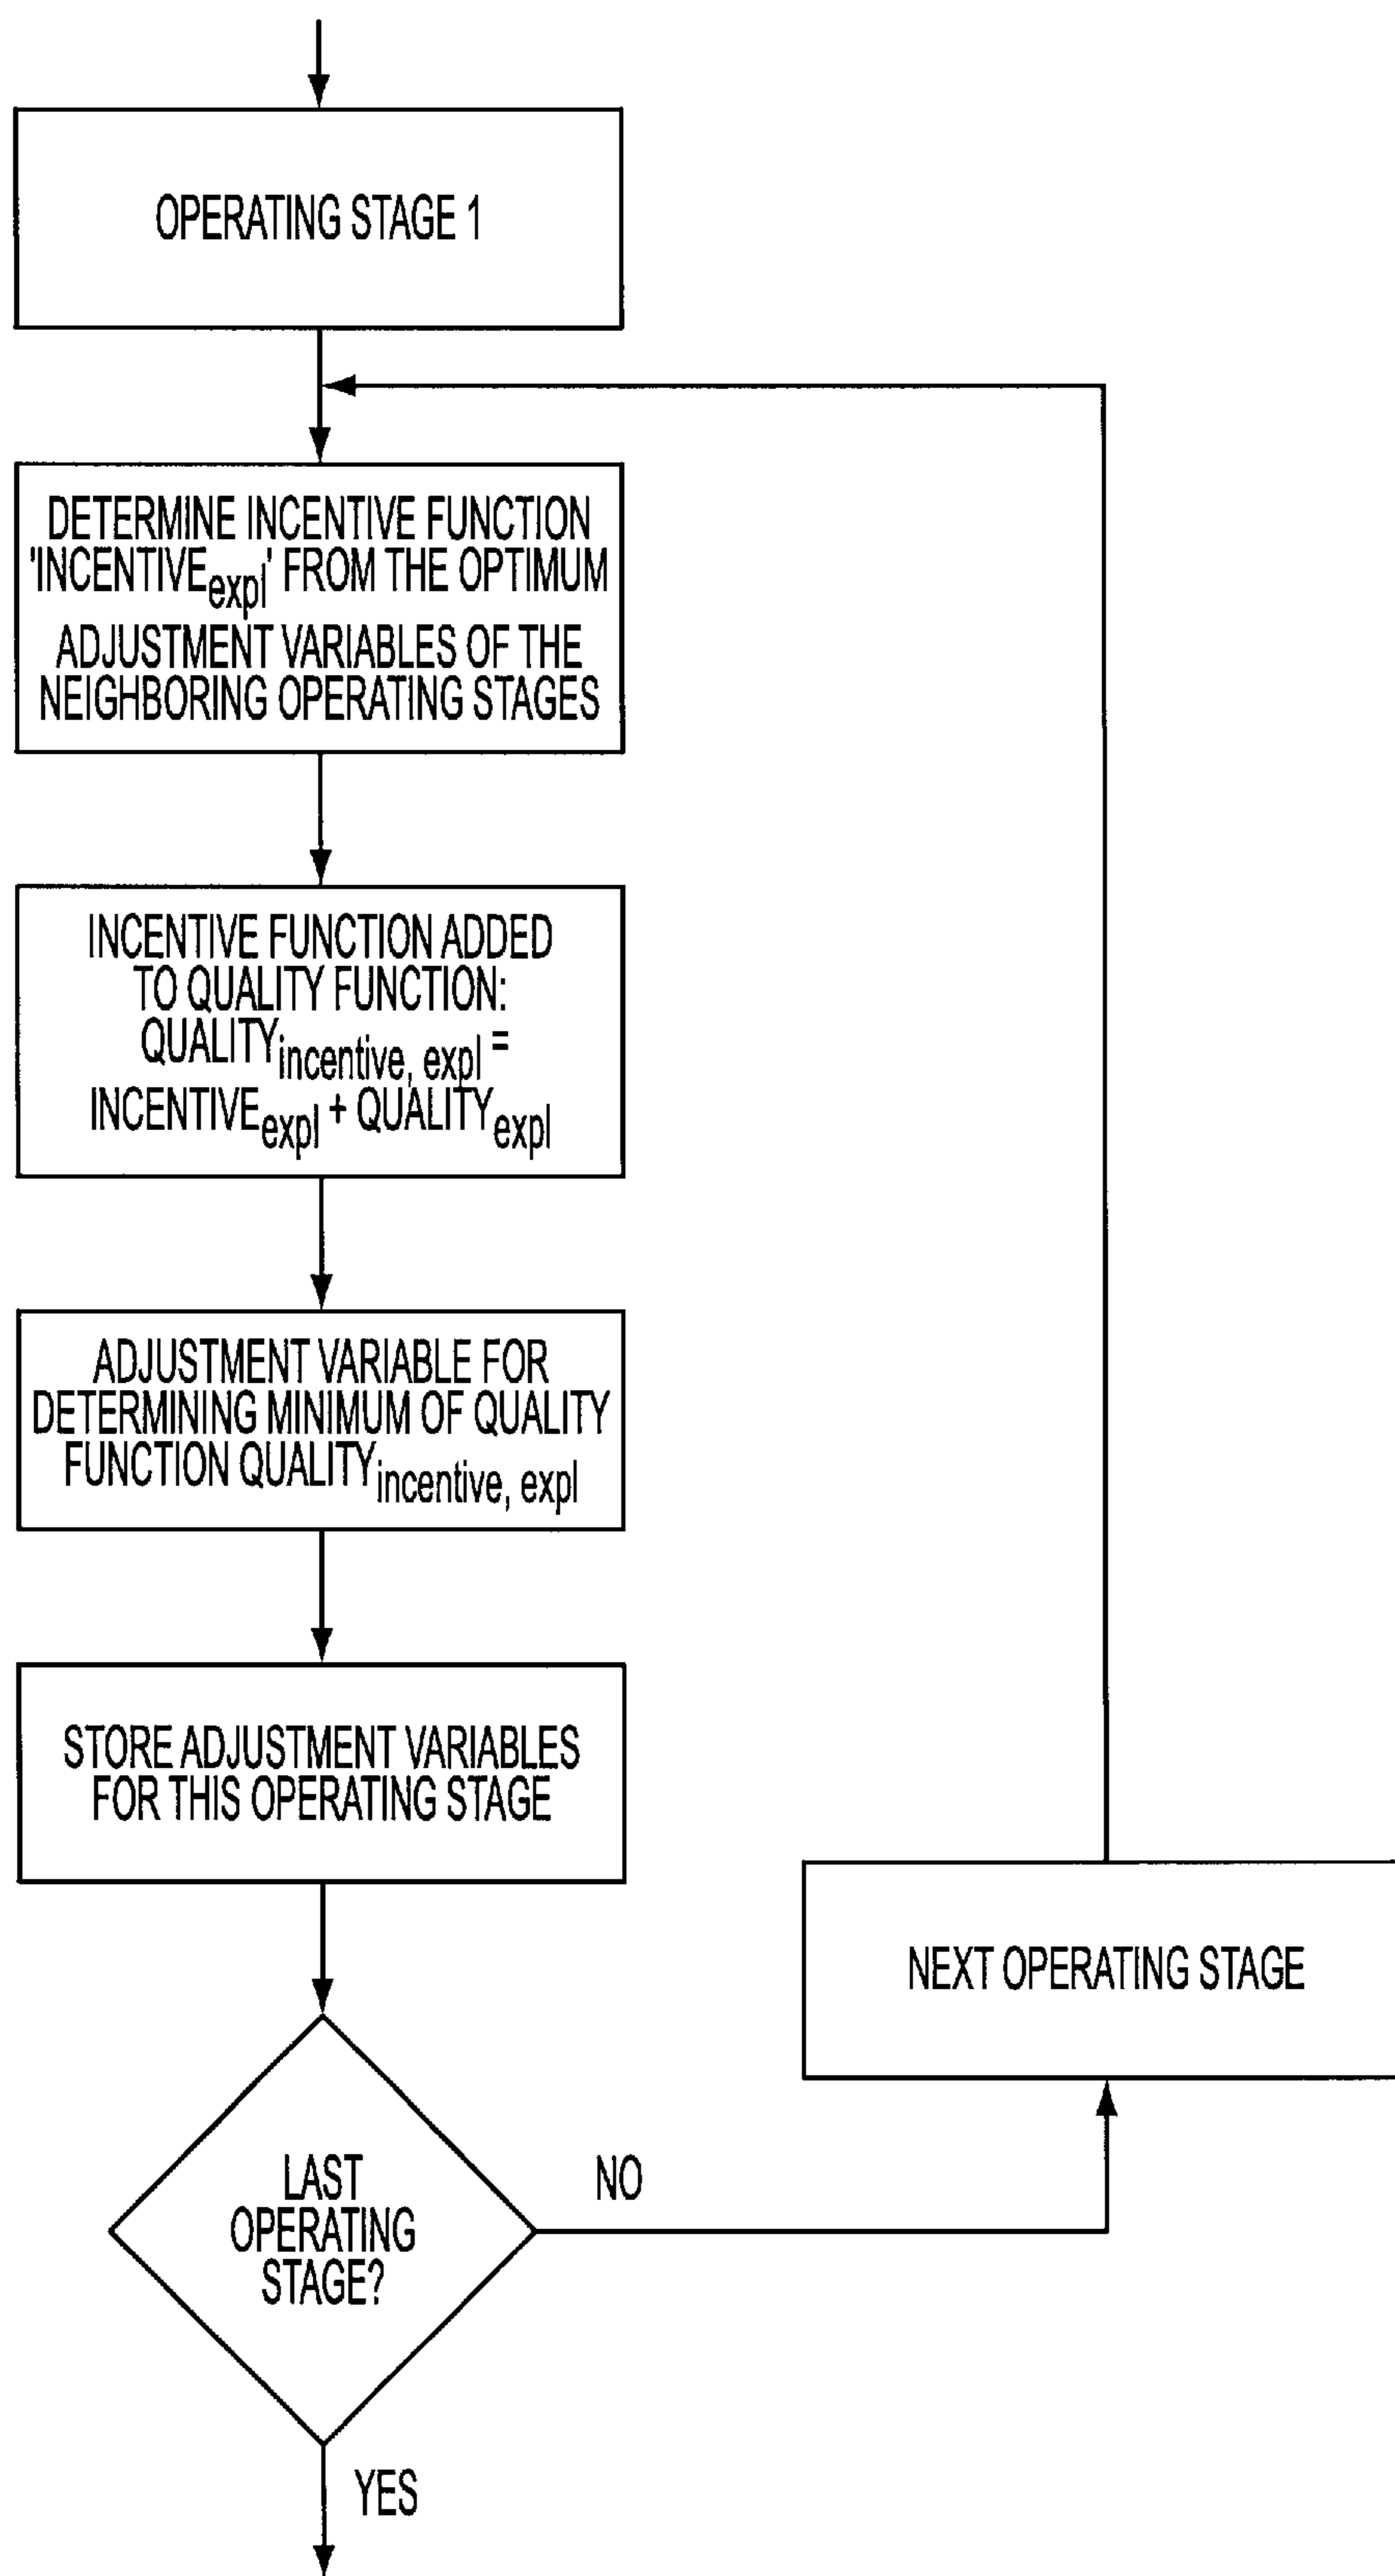 OPERATING STAGE 1
DETERMINE INCENTIVE FUNCTION
'INCENTIVEexpl' FROM THE OPTIMUM
ADJUSTMENT VARIABLES OF THE
NEIGHBORING OPERATING STAGES
INCENTIVE FUNCTION ADDED
TO QUALITY FUNCTION:
QUALITYincentive, expl =
INCENTIVEexpl + QUALITYexpl
ADJUSTMENT VARIABLE FOR
DETERMINING MINIMUM OF QUALITY
FUNCTION QUALITYincentive, expl
STORE ADJUSTMENT VARIABLES
FOR THIS OPERATING STAGE
NEXT OPERATING STAGE
LAST
OPERATING
STAGE?
NO
YES